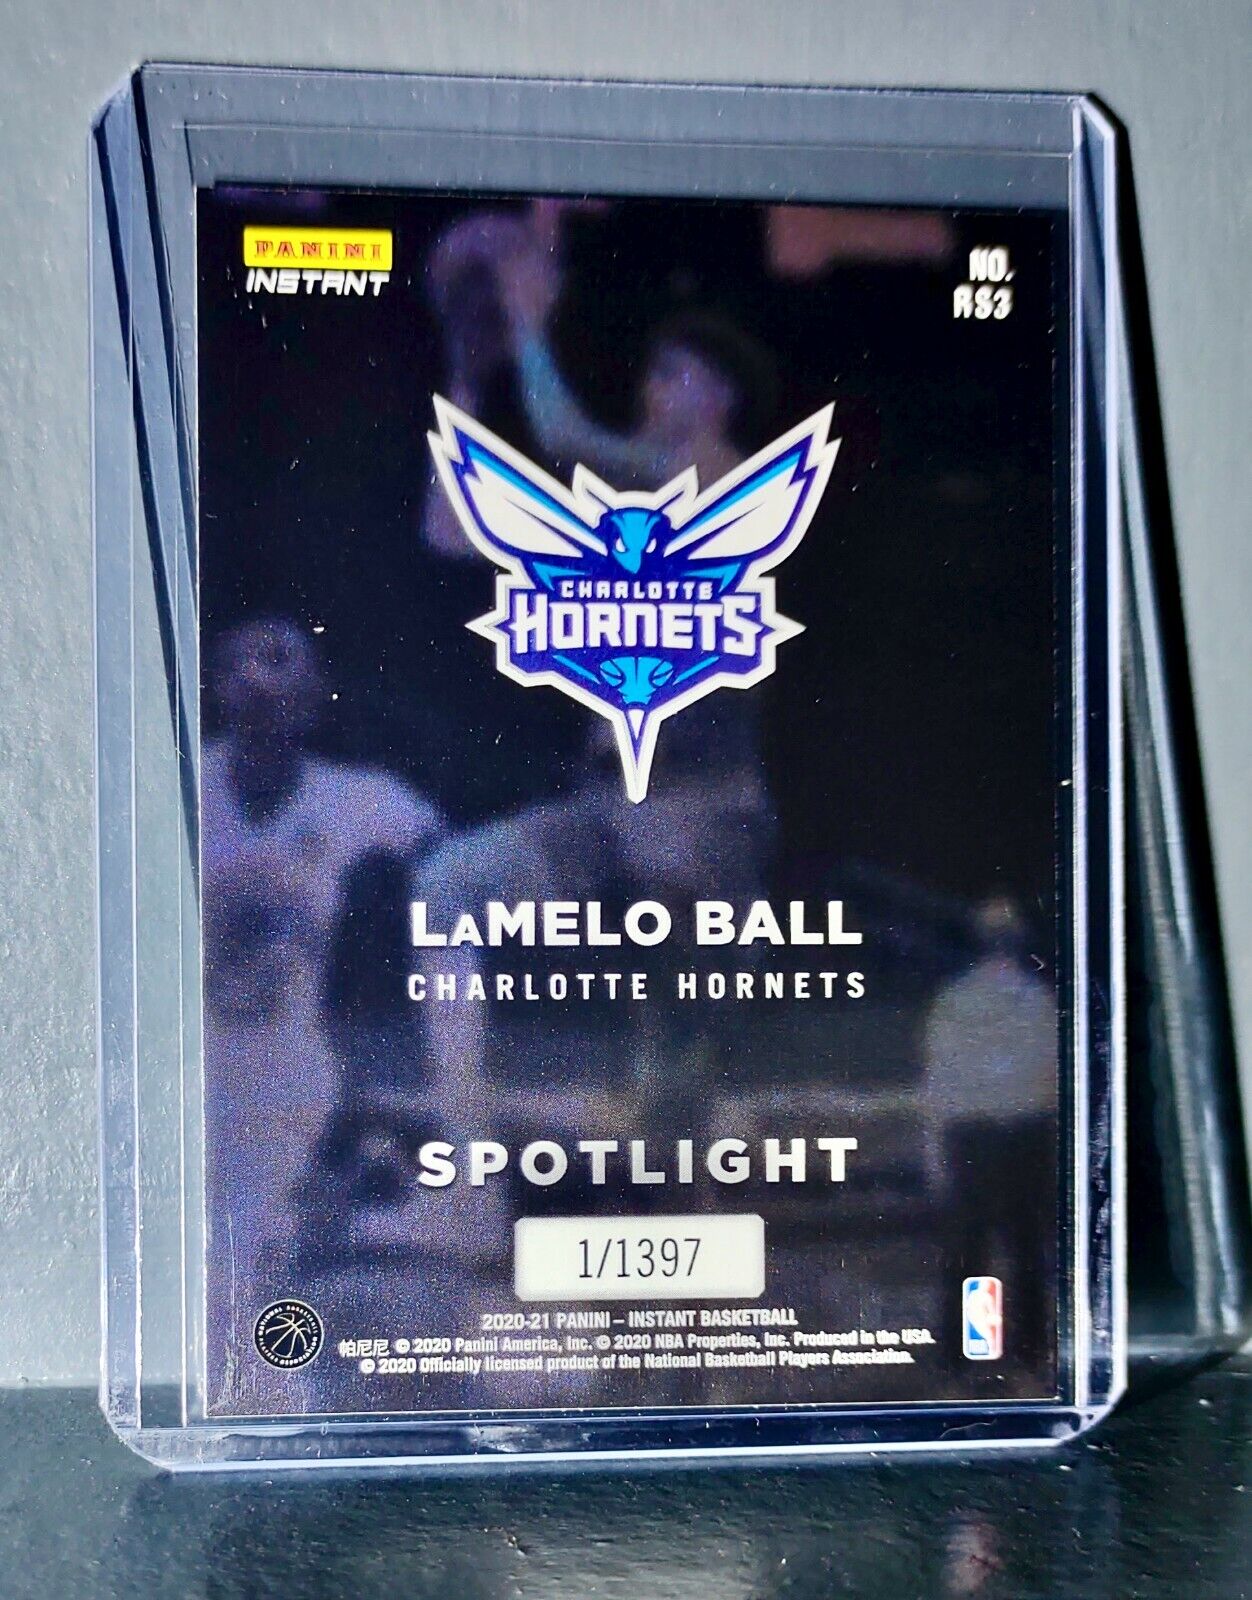 PANINI
INSTANT
NO.
RS3
CHARLOTTE
HORNETS
LaMELO BALL
CHARLOTTE HORNETS
SPOTLIGHT
1/1397
2020-21 PANINI – INSTANT BASKETBALL
帕尼尼 © 2020 Panini America, Inc. © 2020 NBA Properties, Inc. Produced in the USA.
© 2020 Officially licensed product of the National Basketball Players Association.